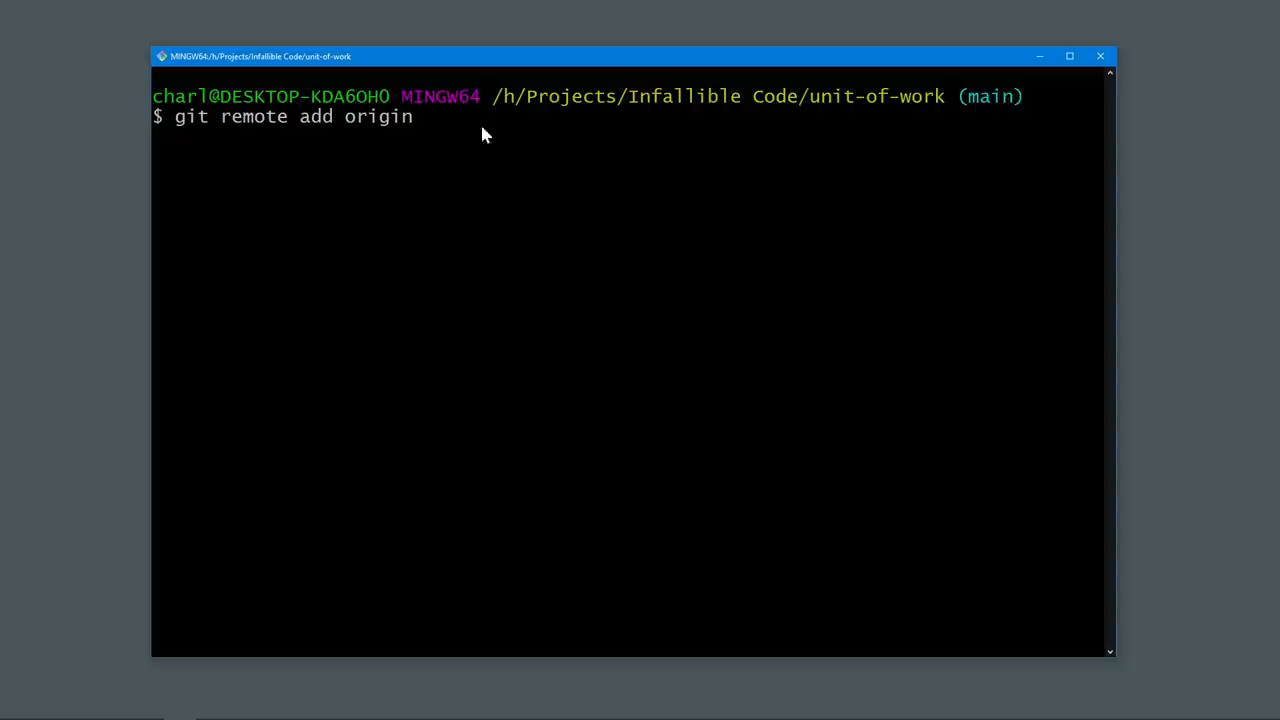 MINGW64:/h/Projects/Infallible Code/unit-of-work
charl@DESKTOP-KDA6OHO MINGW64 /h/Projects/Infallible Code/unit-of-work (main)
$ git remote add origin